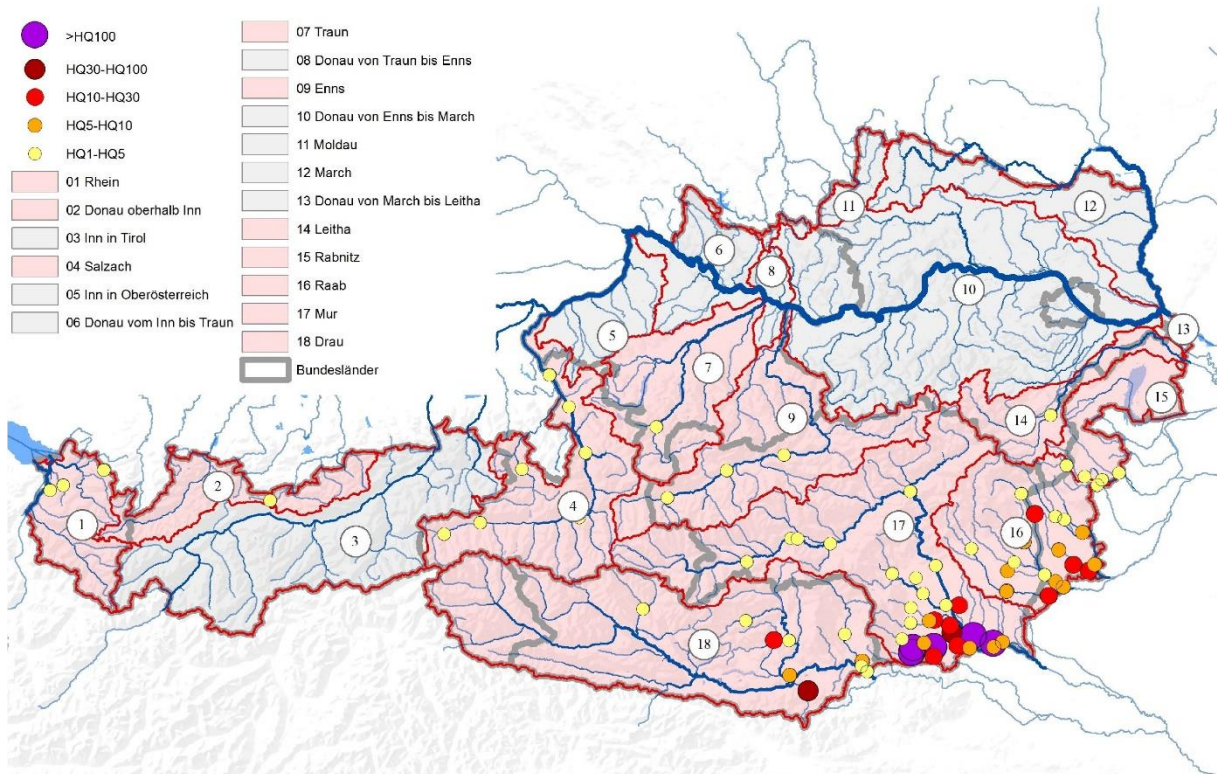 >HQ100
HQ30-HQ100
HQ10-HQ30
HQ5-HQ10
HQ1-HQ5
01 Rhein
02 Donau oberhalb Inn
03 Inn in Tirol
04 Salzach
05 Inn in Oberösterreich
06 Donau vom Inn bis Traun
07 Traun
08 Donau von Traun bis Enns
09 Enns
10 Donau von Enns bis March
11 Moldau
12 March
13 Donau von March bis Leitha
14 Leitha
15 Rabnitz
16 Raab
17 Mur
18 Drau
Bundesländer
11
12
6
8
10
13
5
7
15
9
14
2
4
1
3
17
16
18